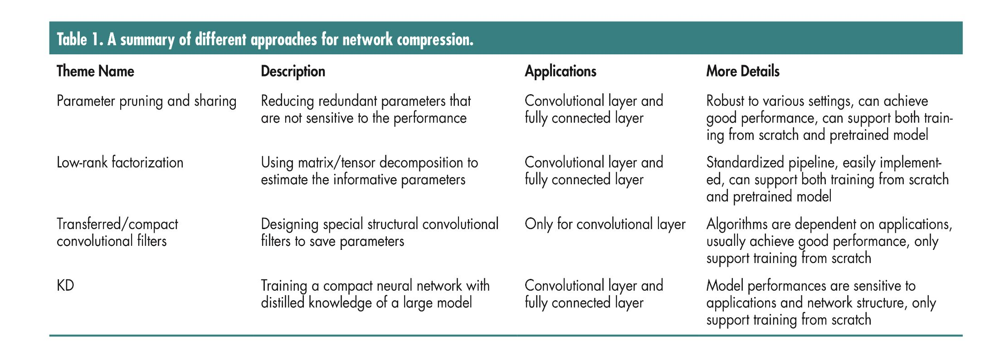 Table 1. A summary of different approaches for network compression.
Theme Name Description Applications More Details
Parameter pruning and sharing Reducing redundant parameters that Convolutional layer and Robust to various settings, can achieve
are not sensitive to the performance fully connected layer good performance, can support both train-
ing from scratch and pretrained model
Low-rank factorization Using matrix/tensor decomposition to Convolutional layer and Standardized pipeline, easily implement-
estimate the informative parameters fully connected layer ed, can support both training from scratch
and pretrained model
Transferred/compact Designing special structural convolutional Only for convolutional layer Algorithms are dependent on applications,
convolutional filters filters to save parameters usually achieve good performance, only
support training from scratch
KD Training a compact neural network with Convolutional layer and Model performances are sensitive to
distilled knowledge of a large model fully connected layer applications and network structure, only
support training from scratch